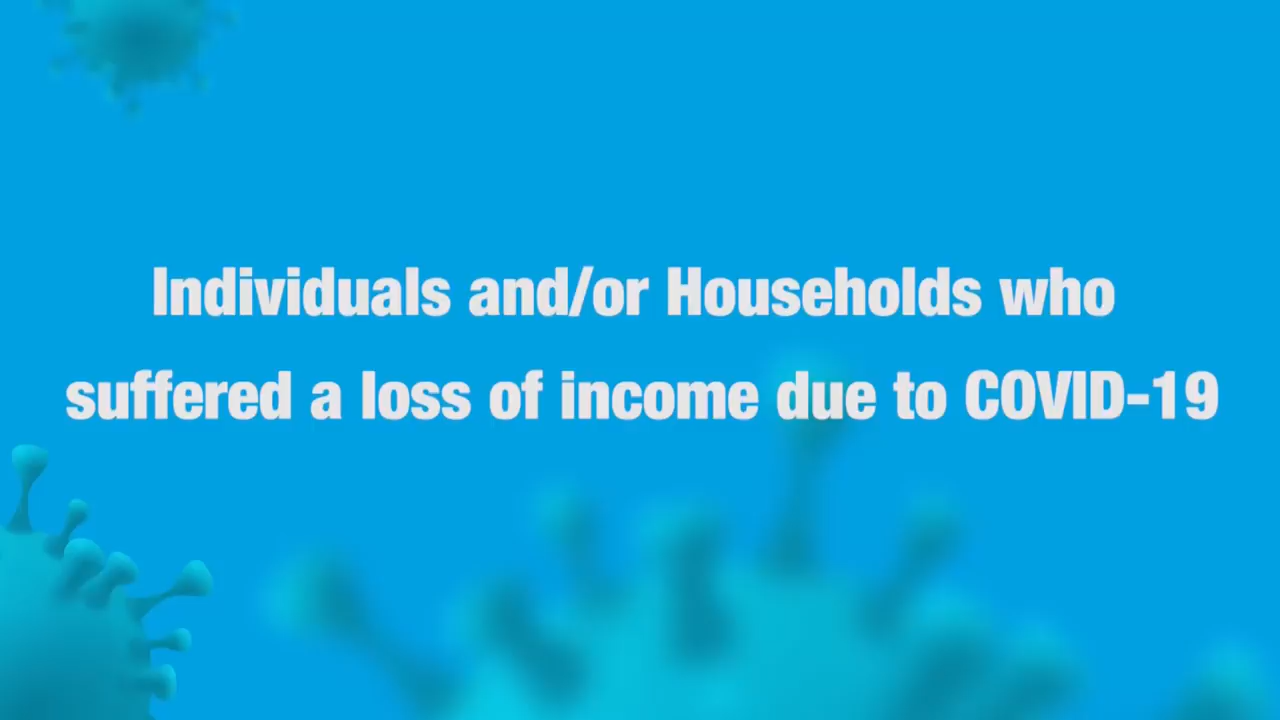 Individuals and/or Households who
suffered a loss of income due to COVID-19